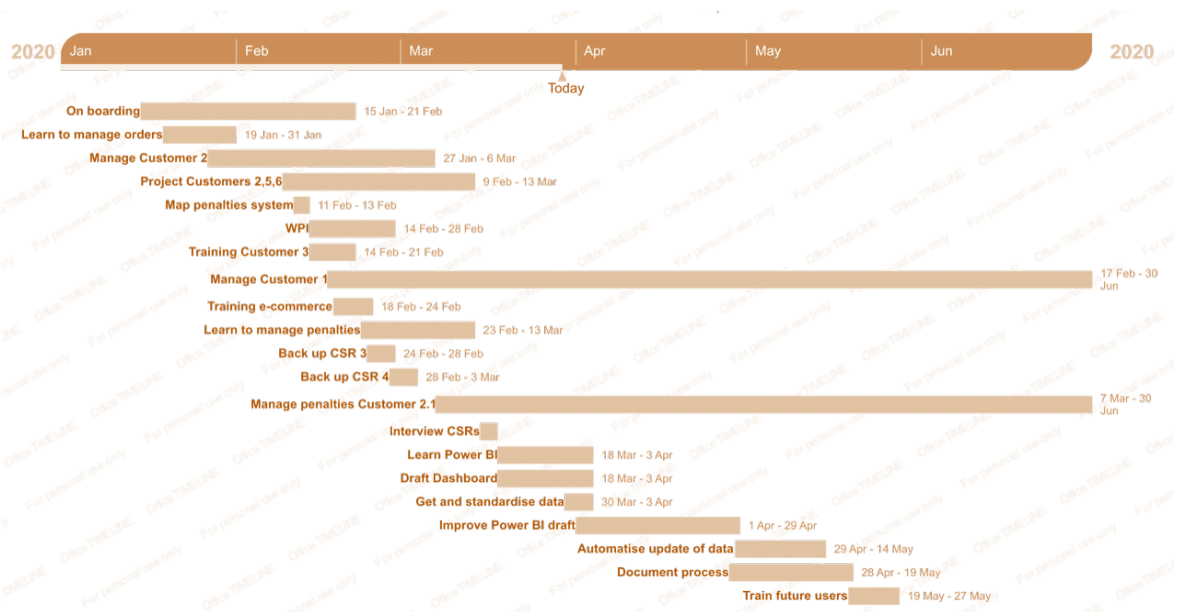 2020 Jan Feb Mar Apr May Jun 2020
Today
On boarding 15 Jan - 21 Feb
Learn to manage orders 19 Jan - 31 Jan
Manage Customer 2 27 Jan - 6 Mar
Project Customers 2,5,6 9 Feb - 13 Mar
Map penalties system 11 Feb - 13 Feb
WPI 14 Feb - 28 Feb
Training Customer 3 14 Feb - 21 Feb
Manage Customer 1 17 Feb - 30
Jun
Training e-commerce 18 Feb - 24 Feb
Learn to manage penalties 23 Feb - 13 Mar
Back up CSR 3 24 Feb - 28 Feb
Back up CSR 4 28 Feb - 3 Mar
Manage penalties Customer 2.1 7 Mar - 30
Jun
Interview CSRs
Learn Power BI 18 Mar - 3 Apr
Draft Dashboard 18 Mar - 3 Apr
Get and standardise data 30 Mar - 3 Apr
Improve Power BI draft 1 Apr - 29 Apr
Automatise update of data 29 Apr - 14 May
Document process 28 Apr - 19 May
Train future users 19 May - 27 May
For personal use only
Office TIMELINE